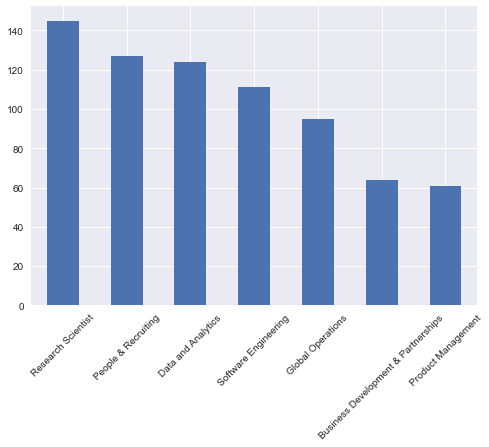 140
120
100
80
60
40
20
0
Research Scientist
People & Recruiting
Data and Analytics
Software Engineering
Global Operations
Business Development & Partnerships
Product Management